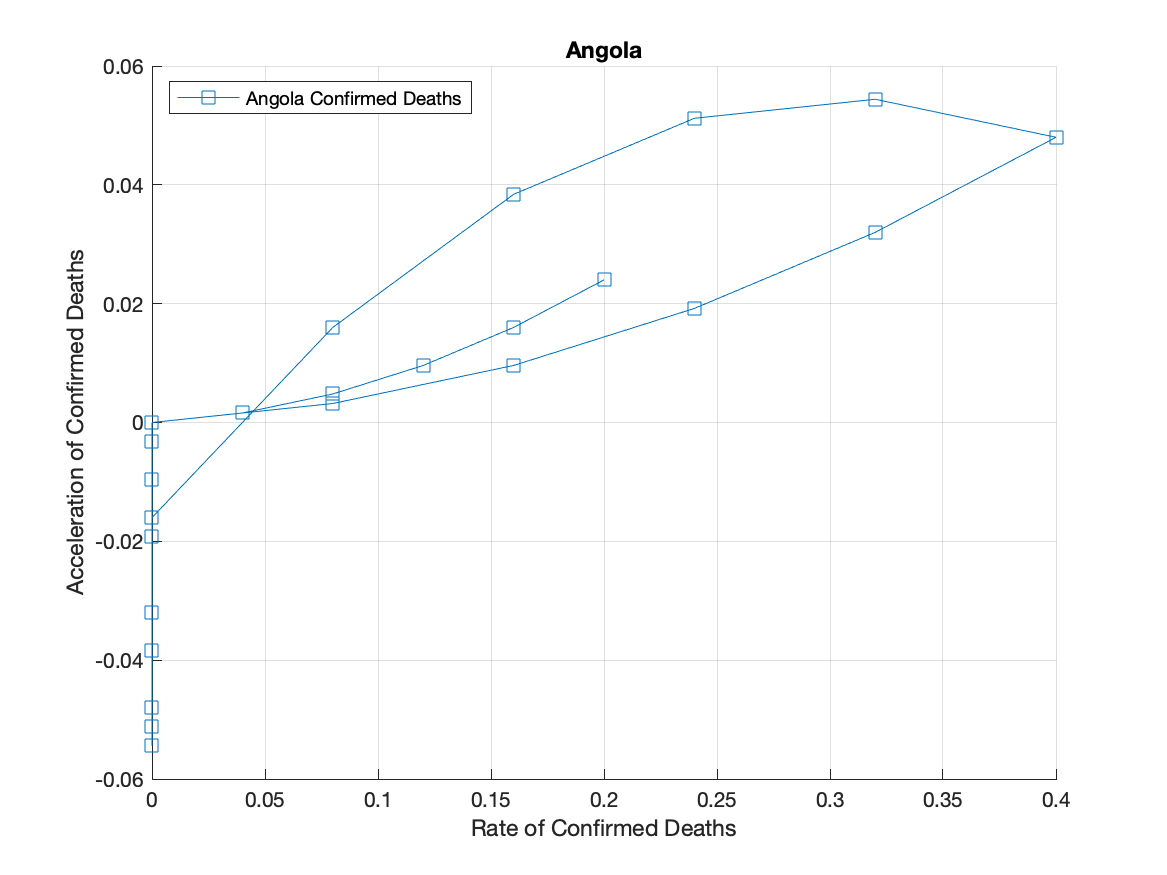 Angola
Angola Confirmed Deaths
0.06
0.04
0.02
0
-0.02
-0.04
-0.06
Acceleration of Confirmed Deaths
0 0.05 0.1 0.15 0.2 0.25 0.3 0.35 0.4
Rate of Confirmed Deaths